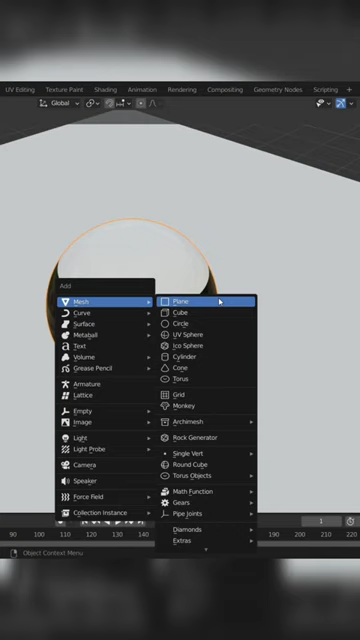 UV Editing Texture Paint Shading Animation Rendering Compositing Geometry Nodes Scripting +
Global
Add
Mesh
Curve
Surface
Metaball
Text
Volume
Grease Pencil
Armature
Lattice
Empty
Image
Light
Light Probe
Camera
Speaker
Force Field
Collection Instance
Plane
Cube
Circle
UV Sphere
Ico Sphere
Cylinder
Cone
Torus
Grid
Monkey
Archimesh
Rock Generator
Single Vert
Round Cube
Torus Objects
Math Function
Gears
Pipe Joints
Diamonds
Extras
1
90 100 110 120 130 140 190 200 210 220
Object Context Menu